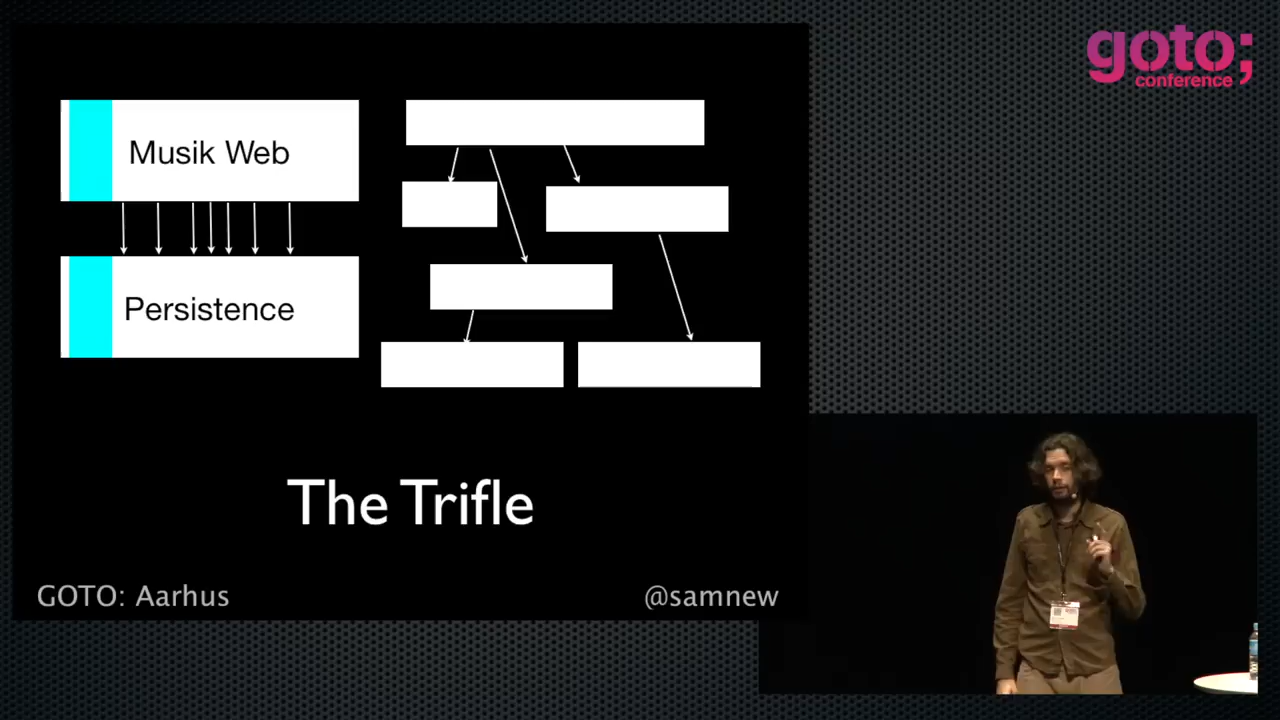 goto;
conference
Musik Web
Persistence
The Trifle
GOTO: Aarhus
@samnew